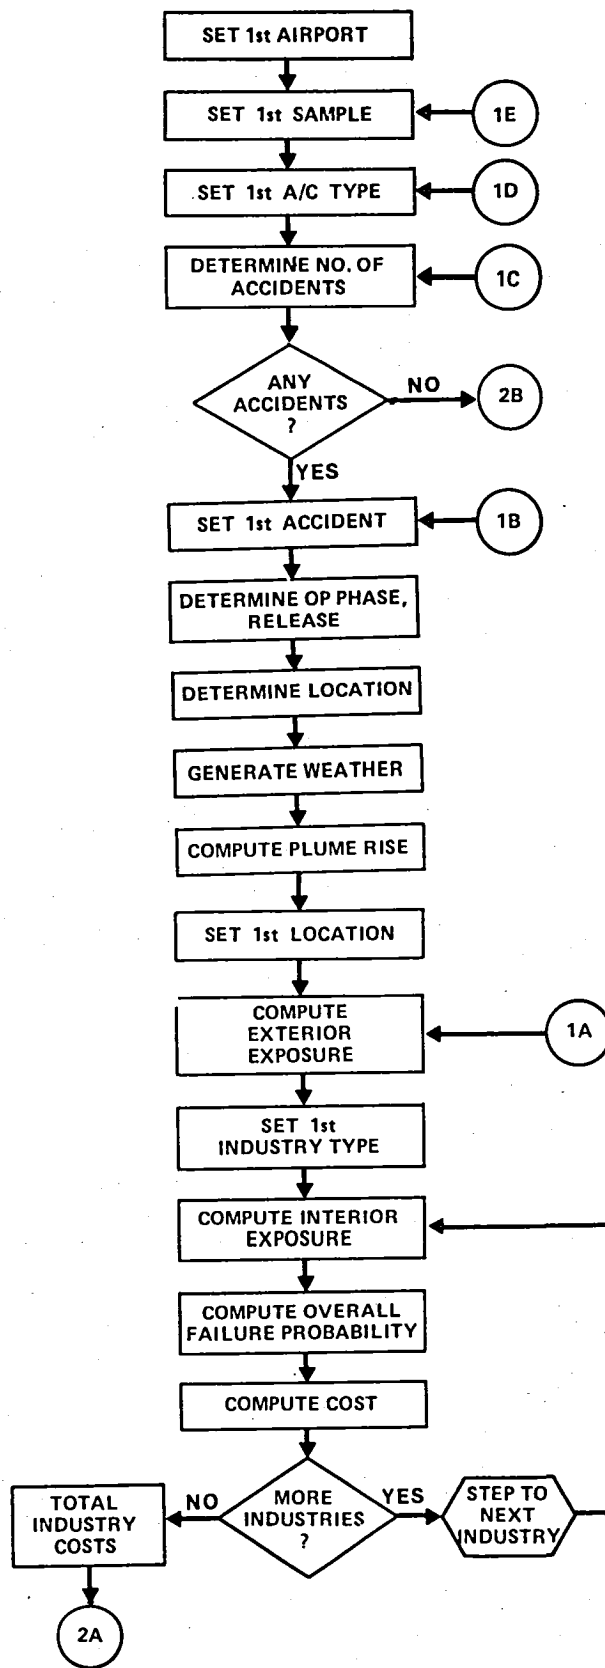 SET 1st AIRPORT
SET 1st SAMPLE
1E
SET 1st A/C TYPE
1D
DETERMINE NO. OF
ACCIDENTS
1C
ANY
ACCIDENTS
?
NO
2B
YES
SET 1st ACCIDENT
1B
DETERMINE OP PHASE,
RELEASE
DETERMINE LOCATION
GENERATE WEATHER
COMPUTE PLUME RISE
SET 1st LOCATION
COMPUTE
EXTERIOR
EXPOSURE
1A
SET 1st
INDUSTRY TYPE
COMPUTE INTERIOR
EXPOSURE
COMPUTE OVERALL
FAILURE PROBABILITY
COMPUTE COST
MORE
INDUSTRIES
?
NO
YES
TOTAL
INDUSTRY
COSTS
STEP TO
NEXT
INDUSTRY
2A